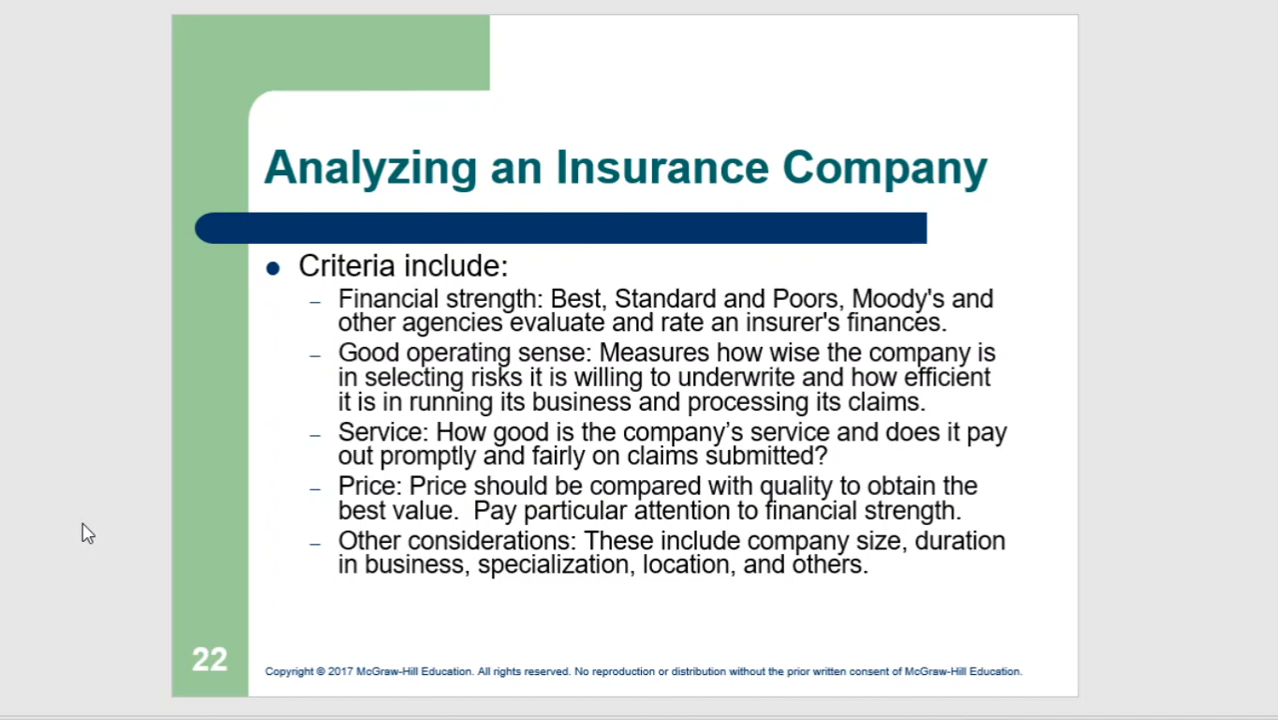 Analyzing an Insurance Company
Criteria include:
– Financial strength: Best, Standard and Poors, Moody's and
other agencies evaluate and rate an insurer's finances.
– Good operating sense: Measures how wise the company is
in selecting risks it is willing to underwrite and how efficient
it is in running its business and processing its claims.
– Service: How good is the company’s service and does it pay
out promptly and fairly on claims submitted?
– Price: Price should be compared with quality to obtain the
best value.  Pay particular attention to financial strength.
– Other considerations: These include company size, duration
in business, specialization, location, and others.
22
Copyright © 2017 McGraw-Hill Education. All rights reserved. No reproduction or distribution without the prior written consent of McGraw-Hill Education.